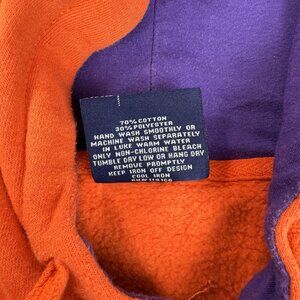 70% COTTON
30% POLYESTER
HAND WASH SMOOTHLY OR
MACHINE WASH SEPARATELY
IN LUKE WARM WATER
ONLY NON-CHLORINE BLEACH
TUMBLE DRY LOW OR HANG DRY
REMOVE PROMPTLY
KEEP IRON OFF DESIGN
COOL IRON